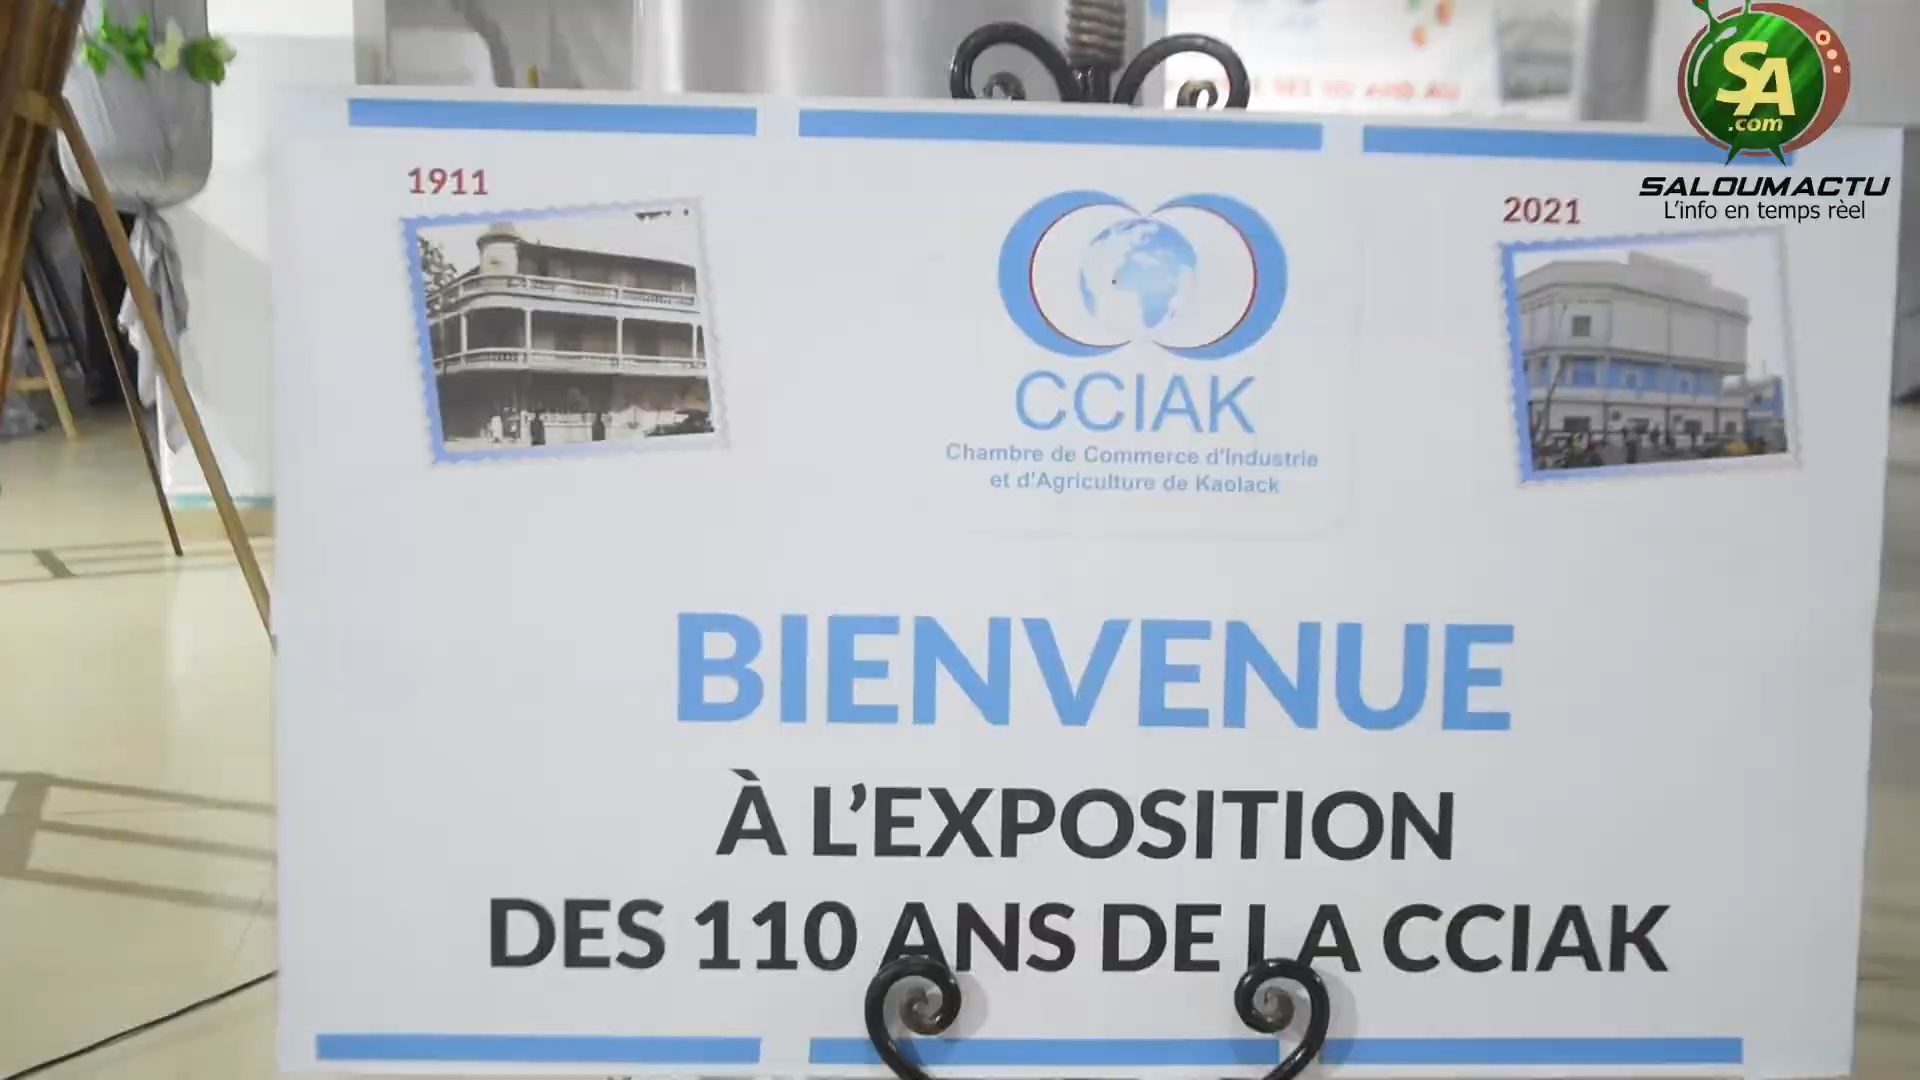 SA
.com
SALOUMACTU
L'info en temps rèel
1911
2021
CCIAK
Chambre de Commerce d'Industrie
et d'Agriculture de Kaolack
BIENVENUE
À L'EXPOSITION
DES 110 ANS DE LA CCIAK